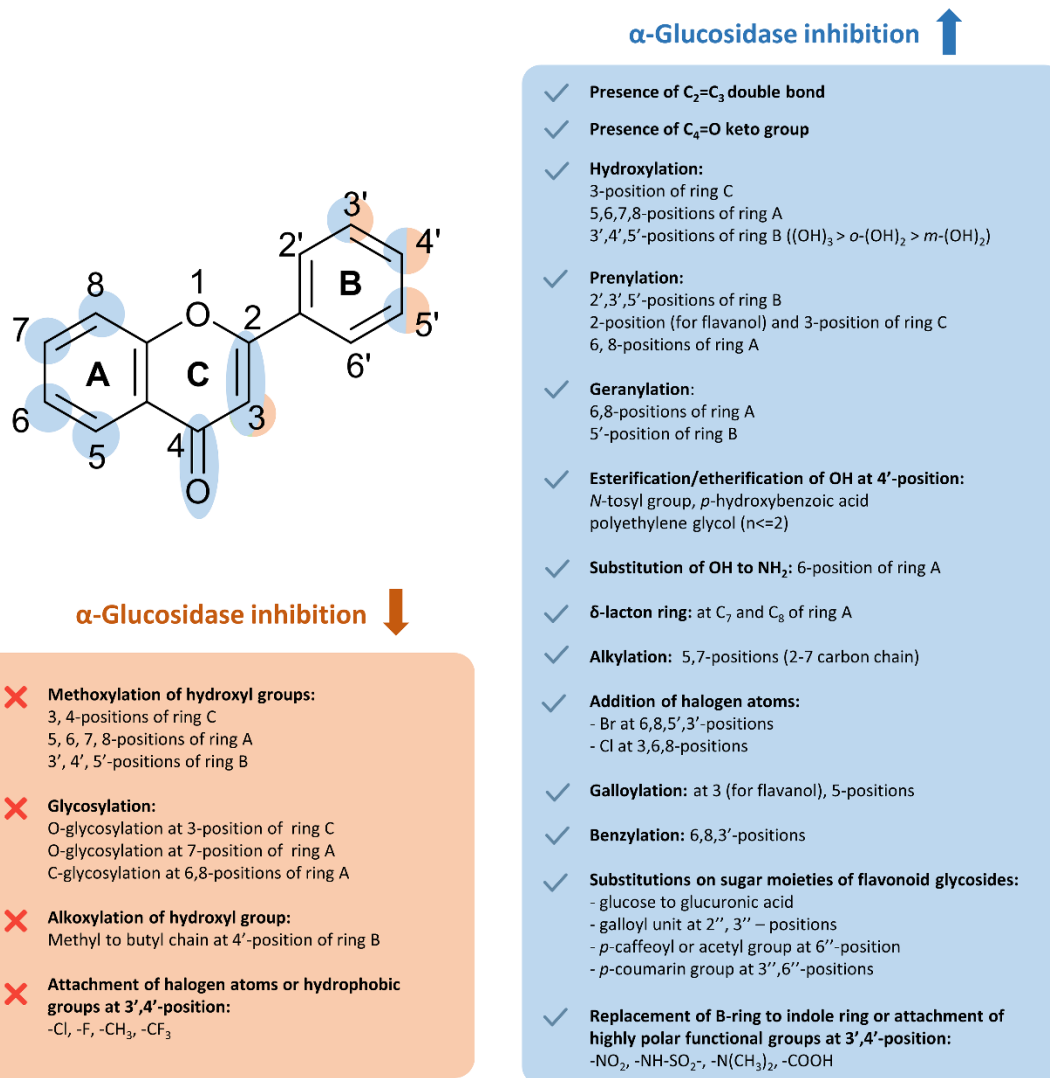 α-Glucosidase inhibition
Presence of C₂=C₃ double bond
Presence of C₄=O keto group
Hydroxylation:
3-position of ring C
5,6,7,8-positions of ring A
3’,4’,5’-positions of ring B ((OH)₃ > o-(OH)₂ > m-(OH)₂)
Prenylation:
2’,3’,5’-positions of ring B
2-position (for flavanol) and 3-position of ring C
6, 8-positions of ring A
Geranylation:
6,8-positions of ring A
5’-position of ring B
Esterification/etherification of OH at 4’-position:
N-tosyl group, p-hydroxybenzoic acid
polyethylene glycol (n<=2)
Substitution of OH to NH₂: 6-position of ring A
δ-lacton ring: at C₇ and C₈ of ring A
Alkylation: 5,7-positions (2-7 carbon chain)
Addition of halogen atoms:
- Br at 6,8,5’,3’-positions
- Cl at 3,6,8-positions
Galloylation: at 3 (for flavanol), 5-positions
Benzylation: 6,8,3’-positions
Substitutions on sugar moieties of flavonoid glycosides:
- glucose to glucuronic acid
- galloyl unit at 2’’, 3’’ – positions
- p-caffeoyl or acetyl group at 6’’-position
- p-coumarin group at 3’’,6’’-positions
Replacement of B-ring to indole ring or attachment of
highly polar functional groups at 3’,4’-position:
-NO₂, -NH-SO₂-, -N(CH₃)₂, -COOH
3'
2'
4'
B
8
1
O
2
5'
7
6'
A
C
6
3
5
4
O
α-Glucosidase inhibition
Methoxylation of hydroxyl groups:
3, 4-positions of ring C
5, 6, 7, 8-positions of ring A
3’, 4’, 5’-positions of ring B
Glycosylation:
O-glycosylation at 3-position of ring C
O-glycosylation at 7-position of ring A
C-glycosylation at 6,8-positions of ring A
Alkoxylation of hydroxyl group:
Methyl to butyl chain at 4’-position of ring B
Attachment of halogen atoms or hydrophobic
groups at 3’,4’-position:
-Cl, -F, -CH₃, -CF₃